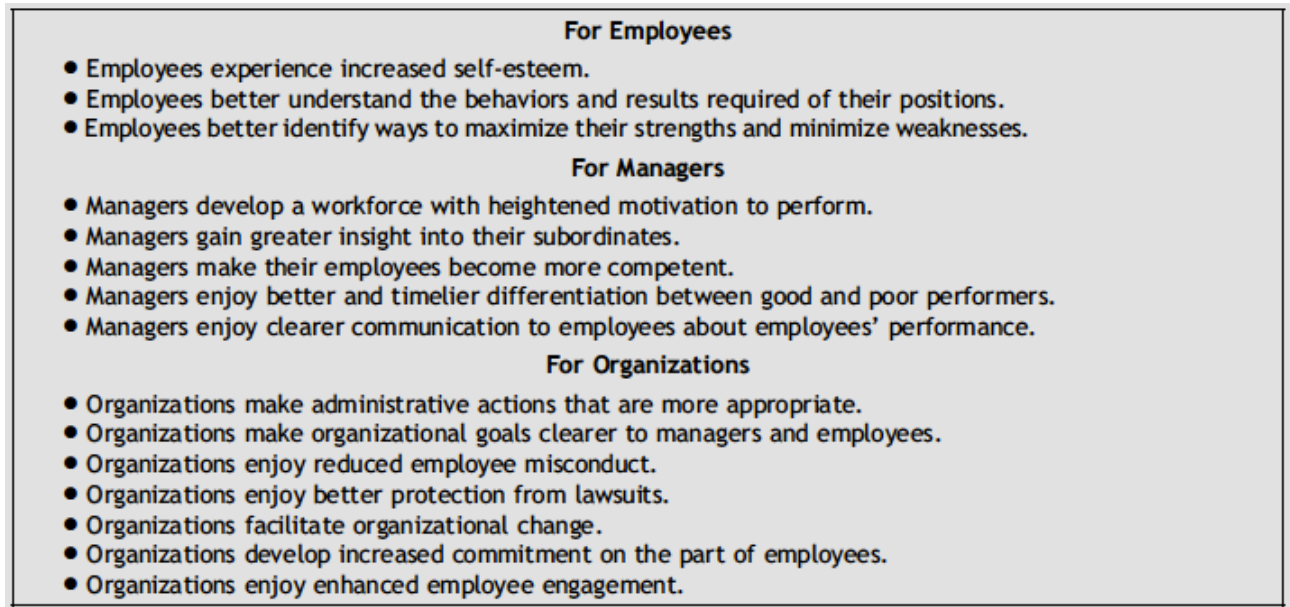 For Employees
● Employees experience increased self-esteem.
● Employees better understand the behaviors and results required of their positions.
● Employees better identify ways to maximize their strengths and minimize weaknesses.
For Managers
● Managers develop a workforce with heightened motivation to perform.
● Managers gain greater insight into their subordinates.
● Managers make their employees become more competent.
● Managers enjoy better and timelier differentiation between good and poor performers.
● Managers enjoy clearer communication to employees about employees’ performance.
For Organizations
● Organizations make administrative actions that are more appropriate.
● Organizations make organizational goals clearer to managers and employees.
● Organizations enjoy reduced employee misconduct.
● Organizations enjoy better protection from lawsuits.
● Organizations facilitate organizational change.
● Organizations develop increased commitment on the part of employees.
● Organizations enjoy enhanced employee engagement.